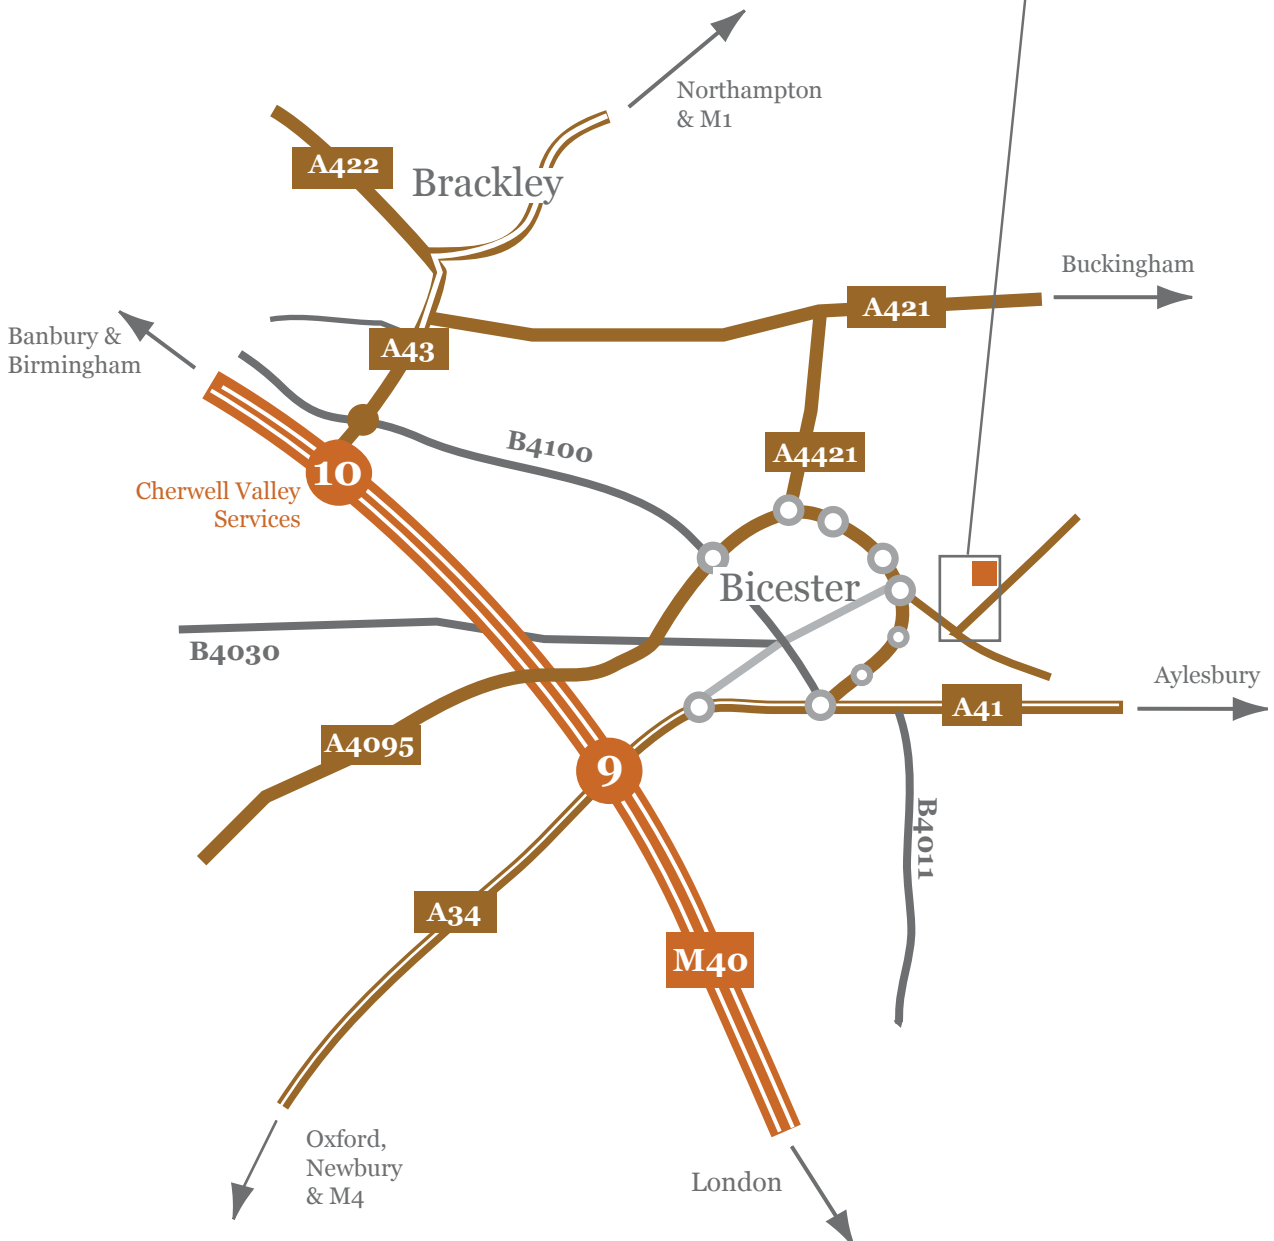 Northampton
& M1
A422
Brackley
Buckingham
A421
Banbury &
Birmingham
A43
B4100
A4421
10
Cherwell Valley
Services
Bicester
B4030
Aylesbury
A41
A4095
9
B4011
A34
M40
Oxford,
Newbury
& M4
London